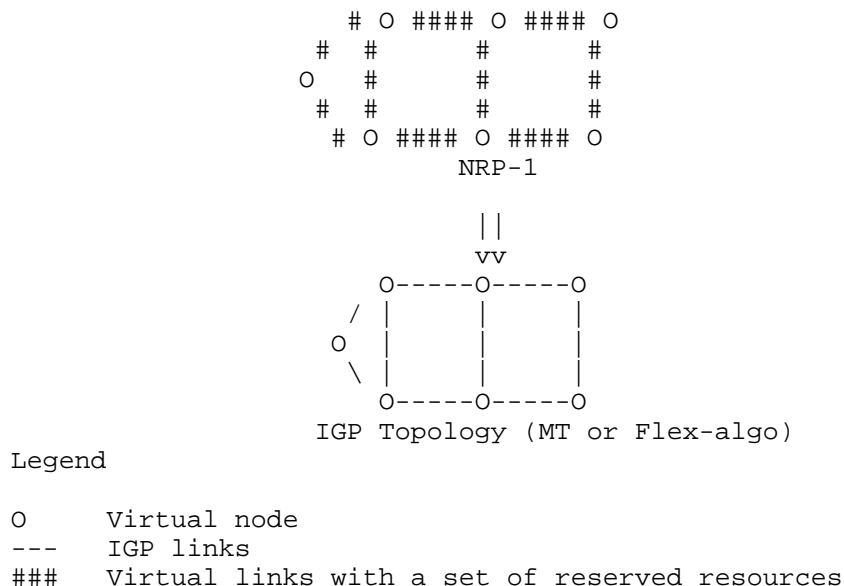 # O #### O #### O
# # # #
O # # #
# # # #
# O #### O #### O
NRP-1
||
vv
O-----O-----O
/ | | |
O | | |
\ | | |
O-----O-----O
IGP Topology (MT or Flex-algo)
Legend
O Virtual node
--- IGP links
### Virtual links with a set of reserved resources